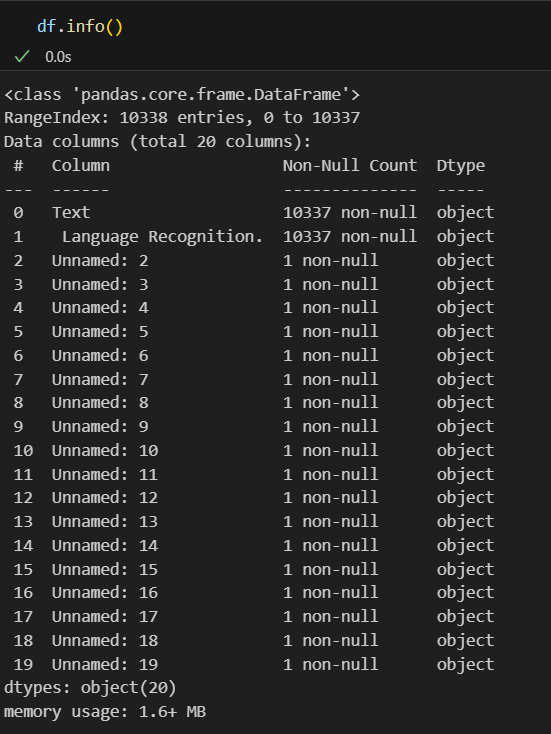 df.info()
0.0s
<class 'pandas.core.frame.DataFrame'>
RangeIndex: 10338 entries, 0 to 10337
Data columns (total 20 columns):
 #   Column                 Non-Null Count  Dtype
---  ------                 --------------  -----
 0   Text                   10337 non-null  object
 1    Language Recognition.  10337 non-null  object
 2   Unnamed: 2             1 non-null      object
 3   Unnamed: 3             1 non-null      object
 4   Unnamed: 4             1 non-null      object
 5   Unnamed: 5             1 non-null      object
 6   Unnamed: 6             1 non-null      object
 7   Unnamed: 7             1 non-null      object
 8   Unnamed: 8             1 non-null      object
 9   Unnamed: 9             1 non-null      object
 10  Unnamed: 10            1 non-null      object
 11  Unnamed: 11            1 non-null      object
 12  Unnamed: 12            1 non-null      object
 13  Unnamed: 13            1 non-null      object
 14  Unnamed: 14            1 non-null      object
 15  Unnamed: 15            1 non-null      object
 16  Unnamed: 16            1 non-null      object
 17  Unnamed: 17            1 non-null      object
 18  Unnamed: 18            1 non-null      object
 19  Unnamed: 19            1 non-null      object
dtypes: object(20)
memory usage: 1.6+ MB